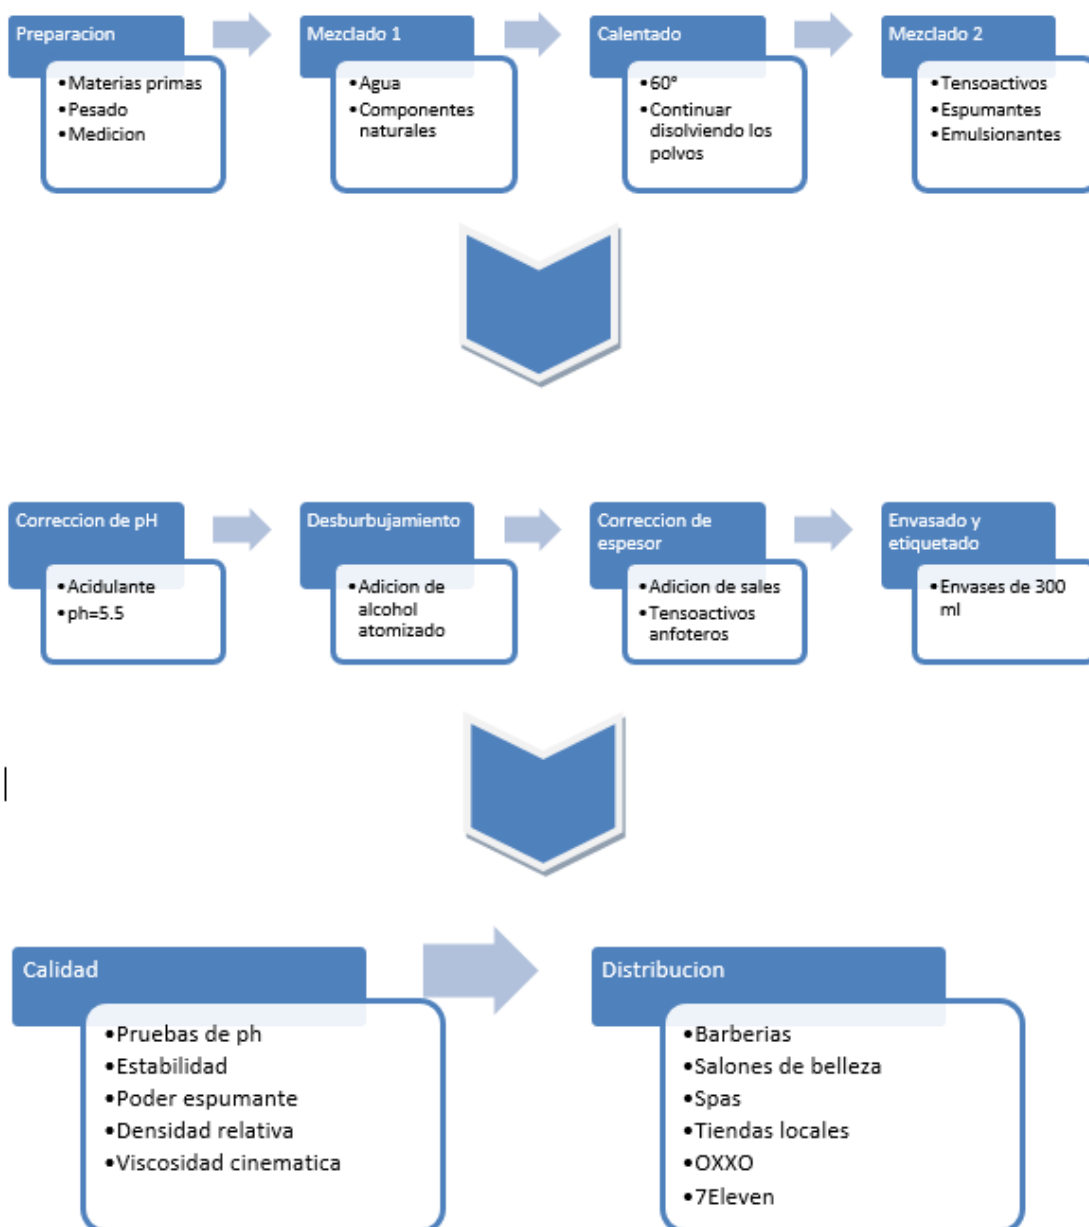 Preparacion
•Materias primas
•Pesado
•Medicion
Mezclado 1
•Agua
•Componentes
naturales
Calentado
•60°
•Continuar
disolviendo los
polvos
Mezclado 2
•Tensoactivos
•Espumantes
•Emulsionantes
Correccion de pH
•Acidulante
•ph=5.5
Desburbujamiento
•Adicion de
alcohol
atomizado
Correccion de
espesor
•Adicion de sales
•Tensoactivos
anfoteros
Envasado y
etiquetado
•Envases de 300
ml
Calidad
•Pruebas de ph
•Estabilidad
•Poder espumante
•Densidad relativa
•Viscosidad cinematica
Distribucion
•Barberias
•Salones de belleza
•Spas
•Tiendas locales
•OXXO
•7Eleven